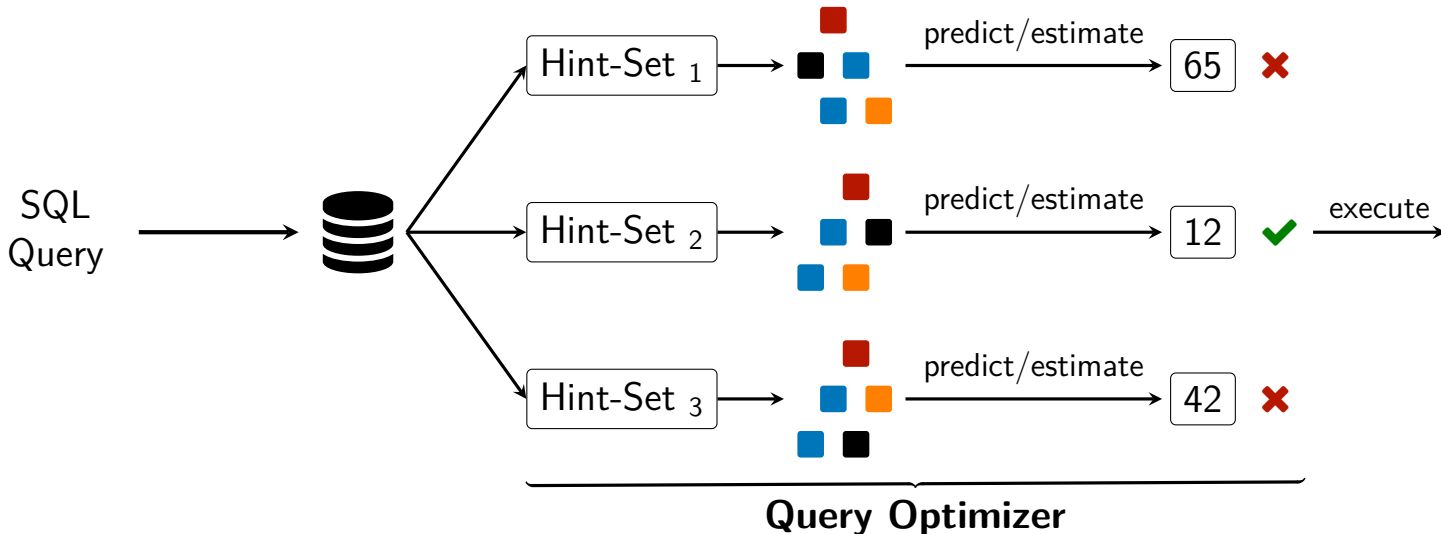 predict/estimate
Hint-Set 1
65
SQL
Query
predict/estimate
Hint-Set 2
12
execute
predict/estimate
Hint-Set 3
42
Query Optimizer